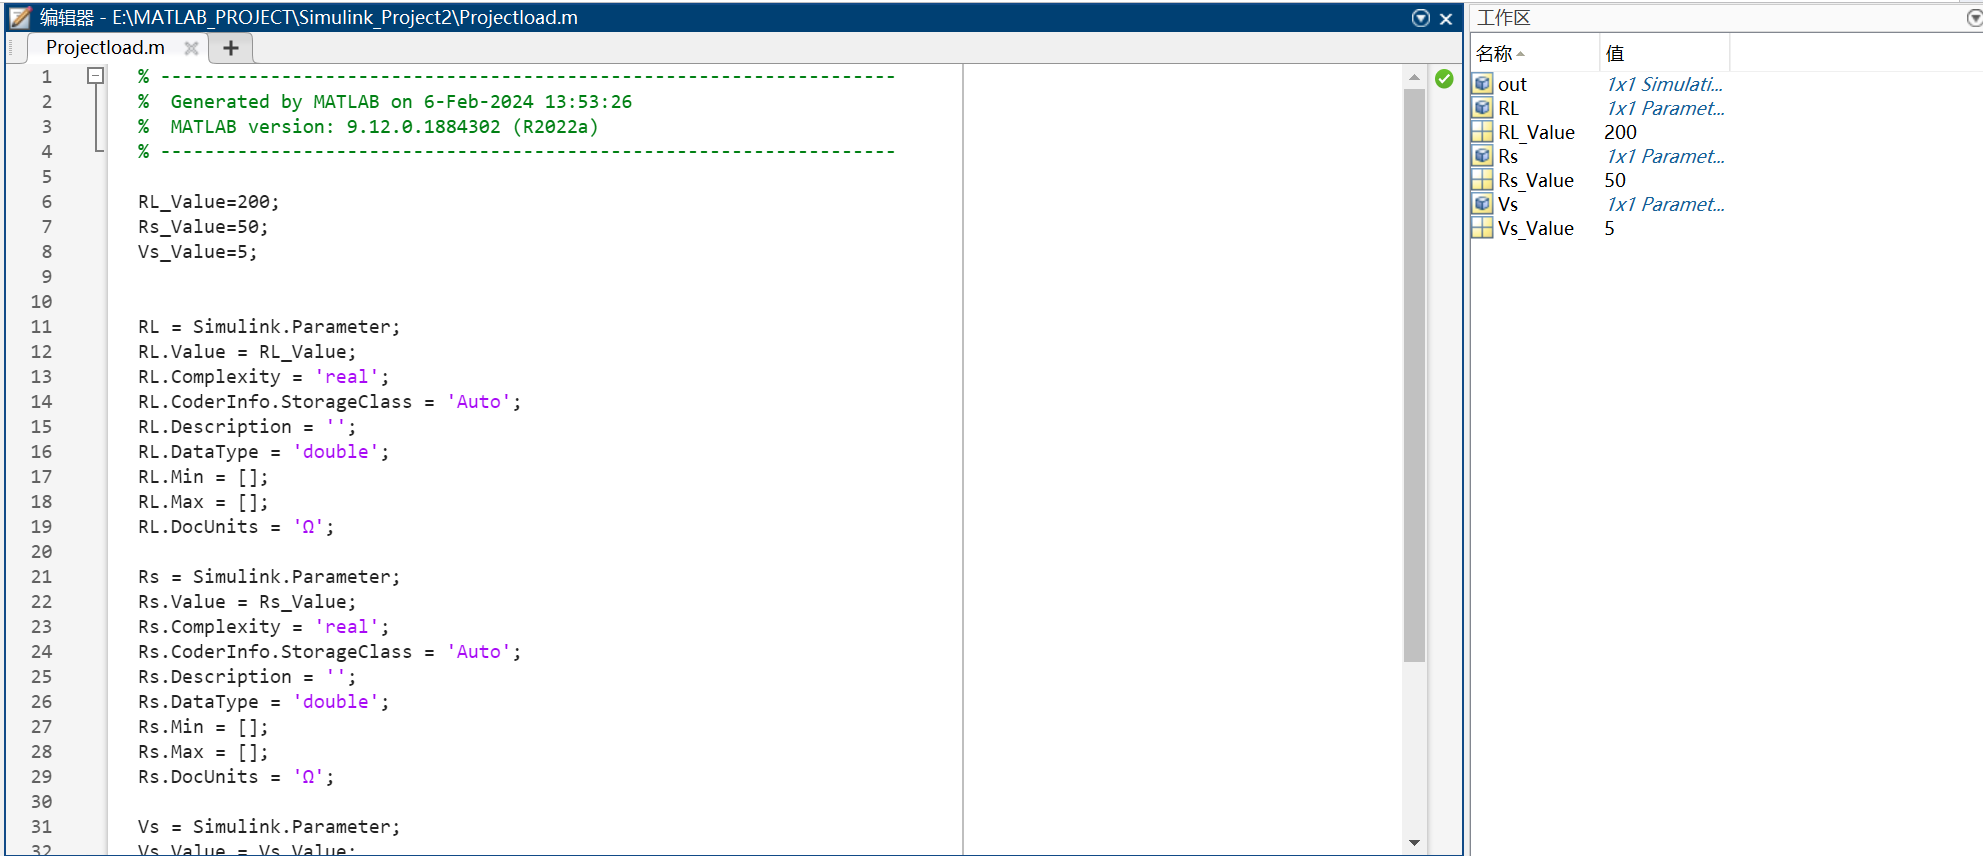 编辑器 - E:\MATLAB_PROJECT\Simulink_Project2\Projectload.m
Projectload.m
1 % -------------------------------------------------------------------
2 %  Generated by MATLAB on 6-Feb-2024 13:53:26
3 %  MATLAB version: 9.12.0.1884302 (R2022a)
4 % -------------------------------------------------------------------
5
6 RL_Value=200;
7 Rs_Value=50;
8 Vs_Value=5;
9
10
11 RL = Simulink.Parameter;
12 RL.Value = RL_Value;
13 RL.Complexity = 'real';
14 RL.CoderInfo.StorageClass = 'Auto';
15 RL.Description = '';
16 RL.DataType = 'double';
17 RL.Min = [];
18 RL.Max = [];
19 RL.DocUnits = 'Ω';
20
21 Rs = Simulink.Parameter;
22 Rs.Value = Rs_Value;
23 Rs.Complexity = 'real';
24 Rs.CoderInfo.StorageClass = 'Auto';
25 Rs.Description = '';
26 Rs.DataType = 'double';
27 Rs.Min = [];
28 Rs.Max = [];
29 Rs.DocUnits = 'Ω';
30
31 Vs = Simulink.Parameter;
32 Vs.Value = Vs_Value;
工作区
名称 值
out 1x1 Simulati...
RL 1x1 Paramet...
RL_Value 200
Rs 1x1 Paramet...
Rs_Value 50
Vs 1x1 Paramet...
Vs_Value 5